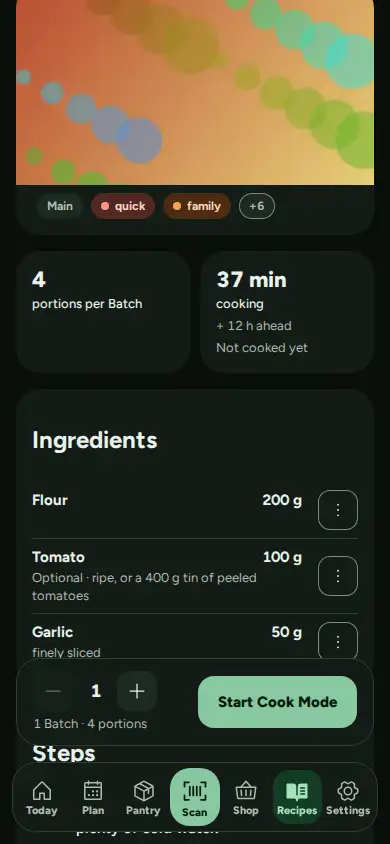 Main
quick
family
+6
4
portions per Batch
37 min
cooking
+ 12 h ahead
Not cooked yet
Ingredients
Flour
200 g
Tomato
100 g
Optional · ripe, or a 400 g tin of peeled
tomatoes
Garlic
50 g
finely sliced
1
Start Cook Mode
1 Batch · 4 portions
Steps
Today
Plan
Pantry
Scan
Shop
Recipes
Settings